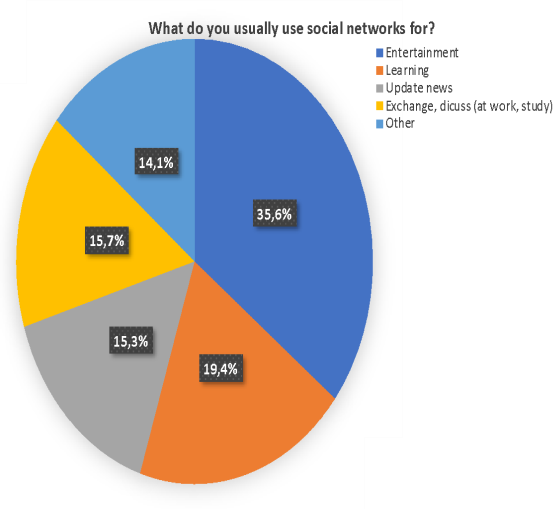 What do you usually use social networks for?
Entertainment
Learning
Update news
Exchange, dicuss (at work, study)
Other
14,1%
35,6%
15,7%
15,3%
19,4%